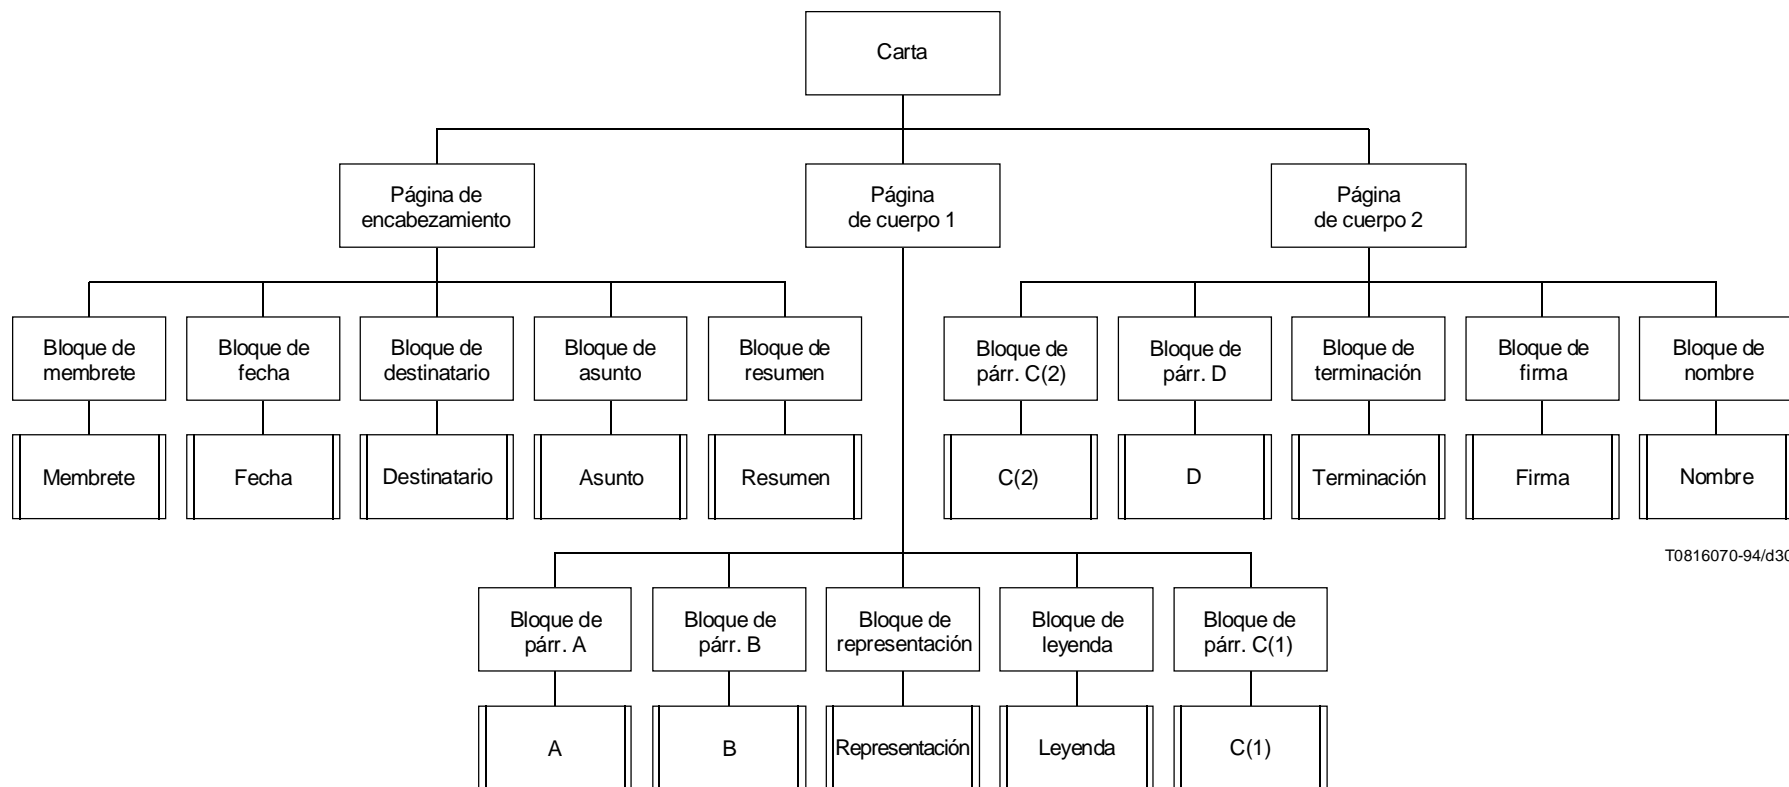 Carta
Página de
encabezamiento
Página
de cuerpo 1
Página
de cuerpo 2
Bloque de
membrete
Bloque de
fecha
Bloque de
destinatario
Bloque de
asunto
Bloque de
resumen
Bloque de
párr. C(2)
Bloque de
párr. D
Bloque de
terminación
Bloque de
firma
Bloque de
nombre
Membrete
Fecha
Destinatario
Asunto
Resumen
C(2)
D
Terminación
Firma
Nombre
T0816070-94/d30
Bloque de
párr. A
Bloque de
párr. B
Bloque de
representación
Bloque de
leyenda
Bloque de
párr. C(1)
A
B
Representación
Leyenda
C(1)